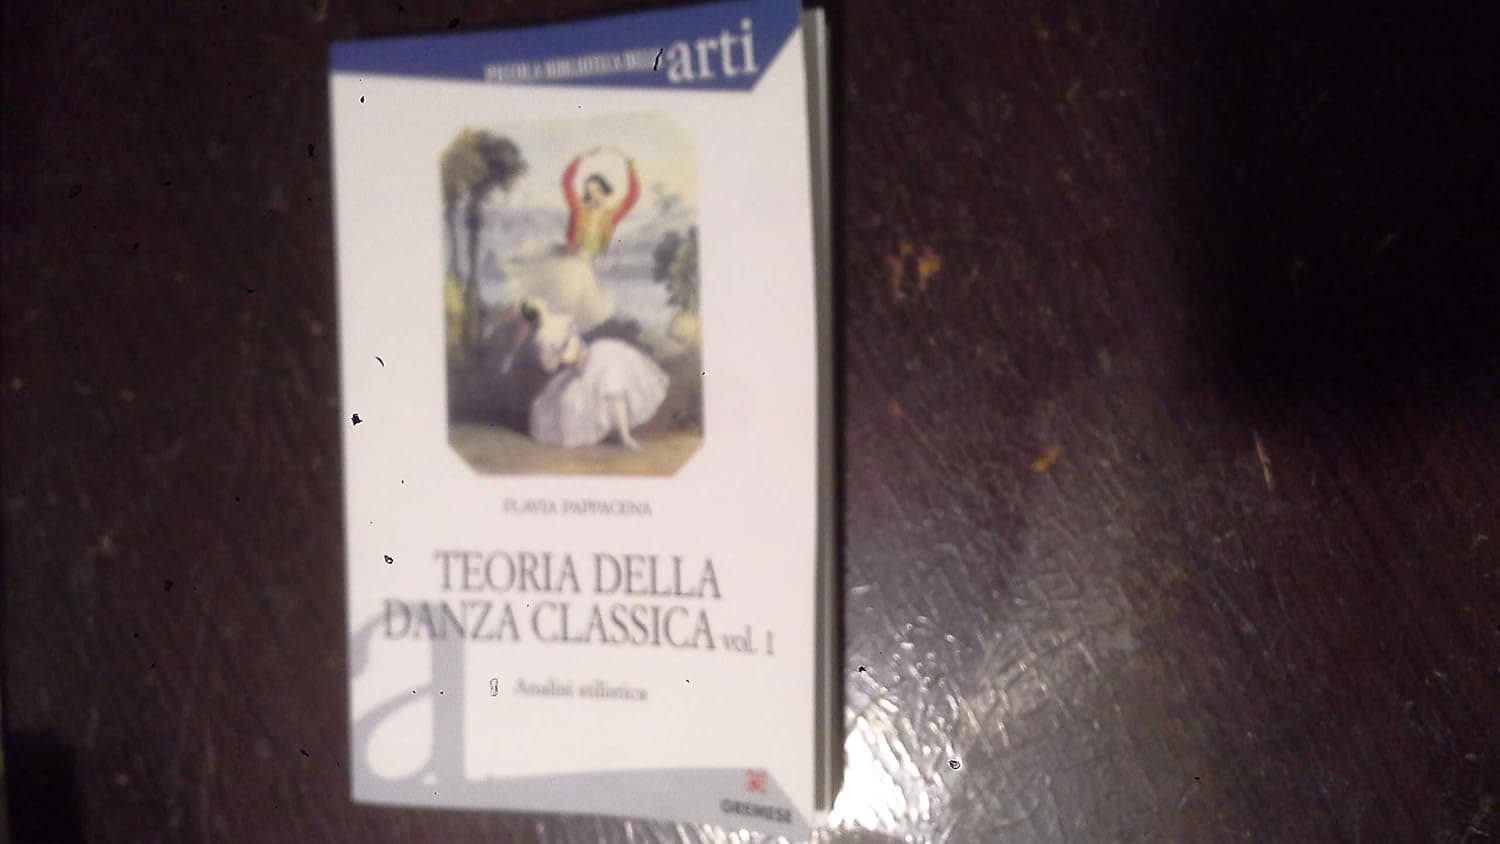 PICCOLA BIBLIOTECA DELLE arti
FLAVIA PAPPACENA
TEORIA DELLA
DANZA CLASSICA vol. 1
Analisi stilistica
GREMESE